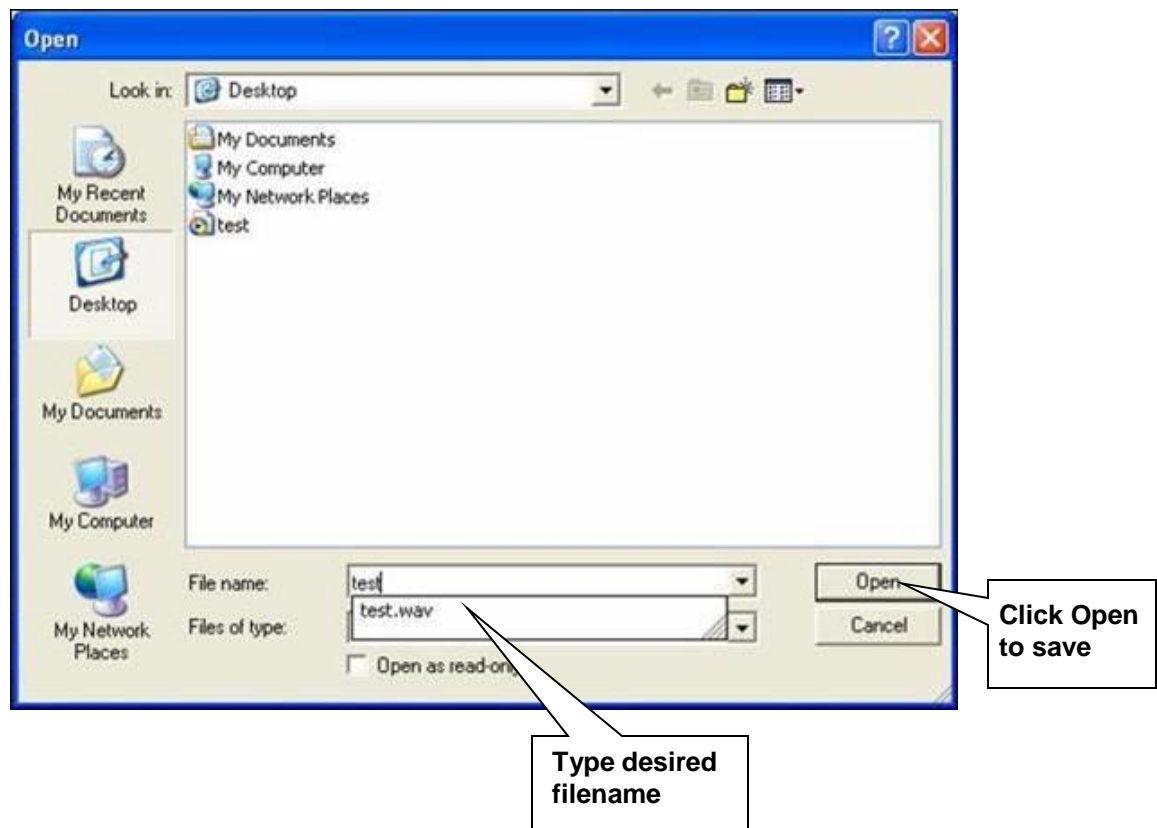 Open
Look in:
Desktop
My Documents
My Computer
My Network Places
test
My Recent
Documents
Desktop
My Documents
My Computer
My Network
Places
File name:
test
Open
test.wav
Files of type:
Cancel
Open as read-only
Click Open
to save
Type desired
filename